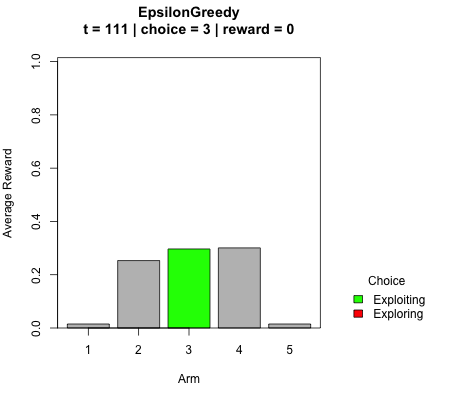 EpsilonGreedy
t = 111 | choice = 3 | reward = 0
Average Reward
1.0
0.8
0.6
0.4
0.2
0.0
1 2 3 4 5
Arm
Choice
Exploiting
Exploring